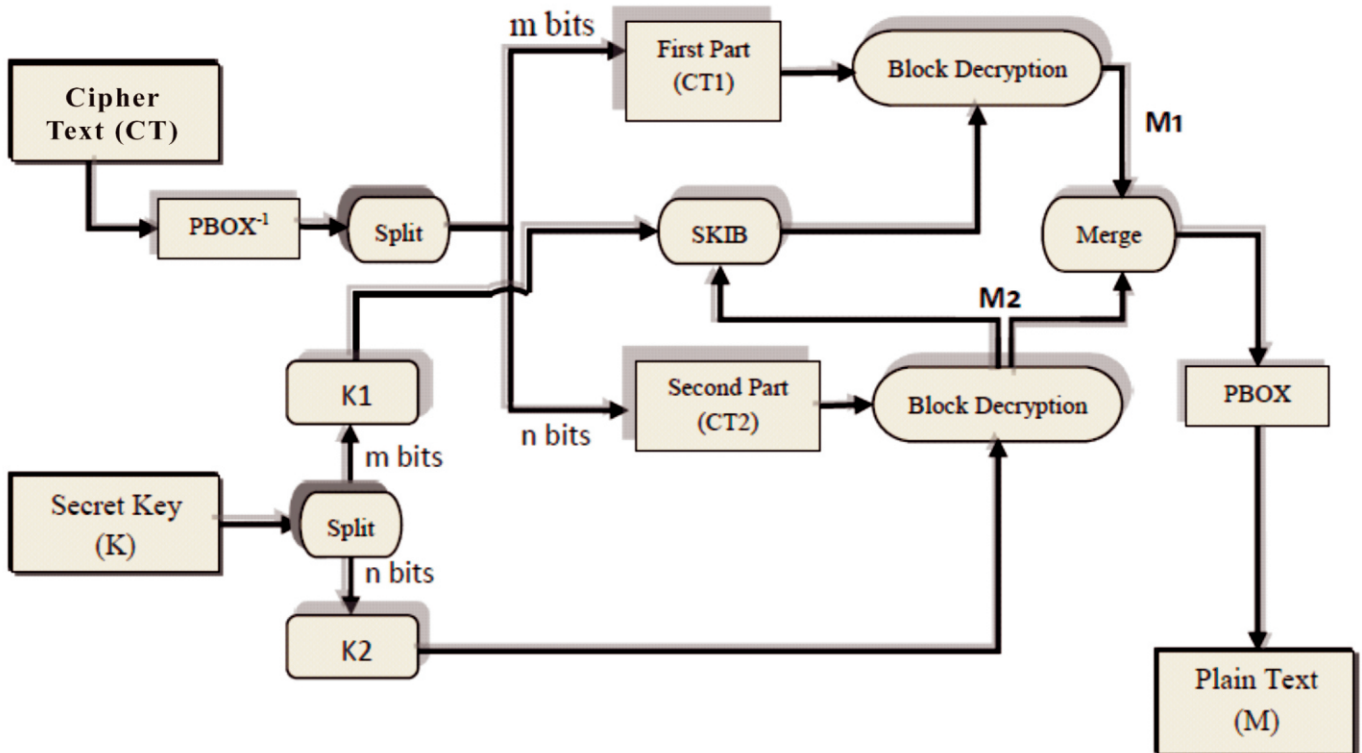 m bits
First Part
(CT1)
Block Decryption
Cipher
Text (CT)
M1
PBOX⁻¹
Split
SKIB
Merge
M2
K1
Second Part
(CT2)
Block Decryption
PBOX
n bits
m bits
Secret Key
(K)
Split
n bits
K2
Plain Text
(M)